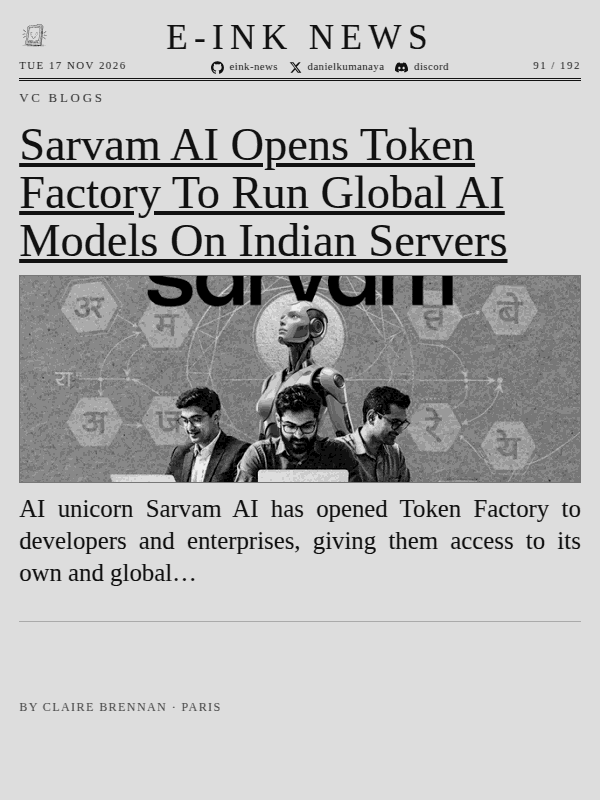 E-INK NEWS
TUE 17 NOV 2026
eink-news danielkumanaya discord
91 / 192
VC BLOGS
Sarvam AI Opens Token
Factory To Run Global AI
Models On Indian Servers
sarvam
अर
म
बे
य
अ
रे
ये
AI unicorn Sarvam AI has opened Token Factory to
developers and enterprises, giving them access to its
own and global…
BY CLAIRE BRENNAN · PARIS